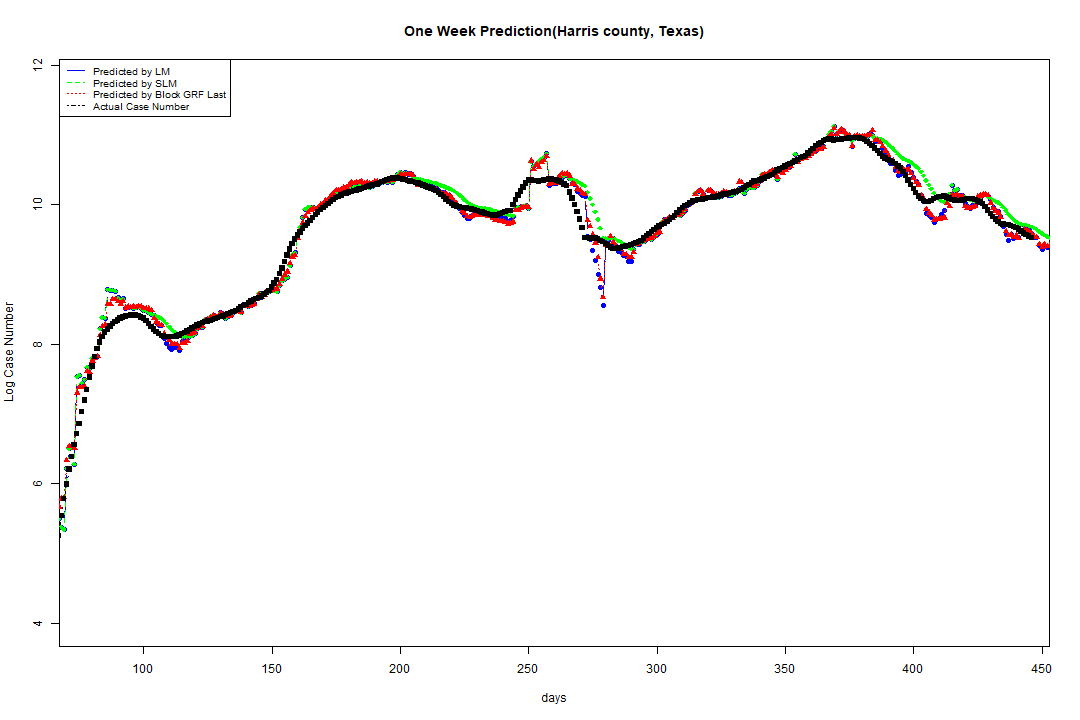 One Week Prediction(Harris county, Texas)
Predicted by LM
Predicted by SLM
Predicted by Block GRF Last
Actual Case Number
12
10
8
6
4
Log Case Number
100 150 200 250 300 350 400 450
days